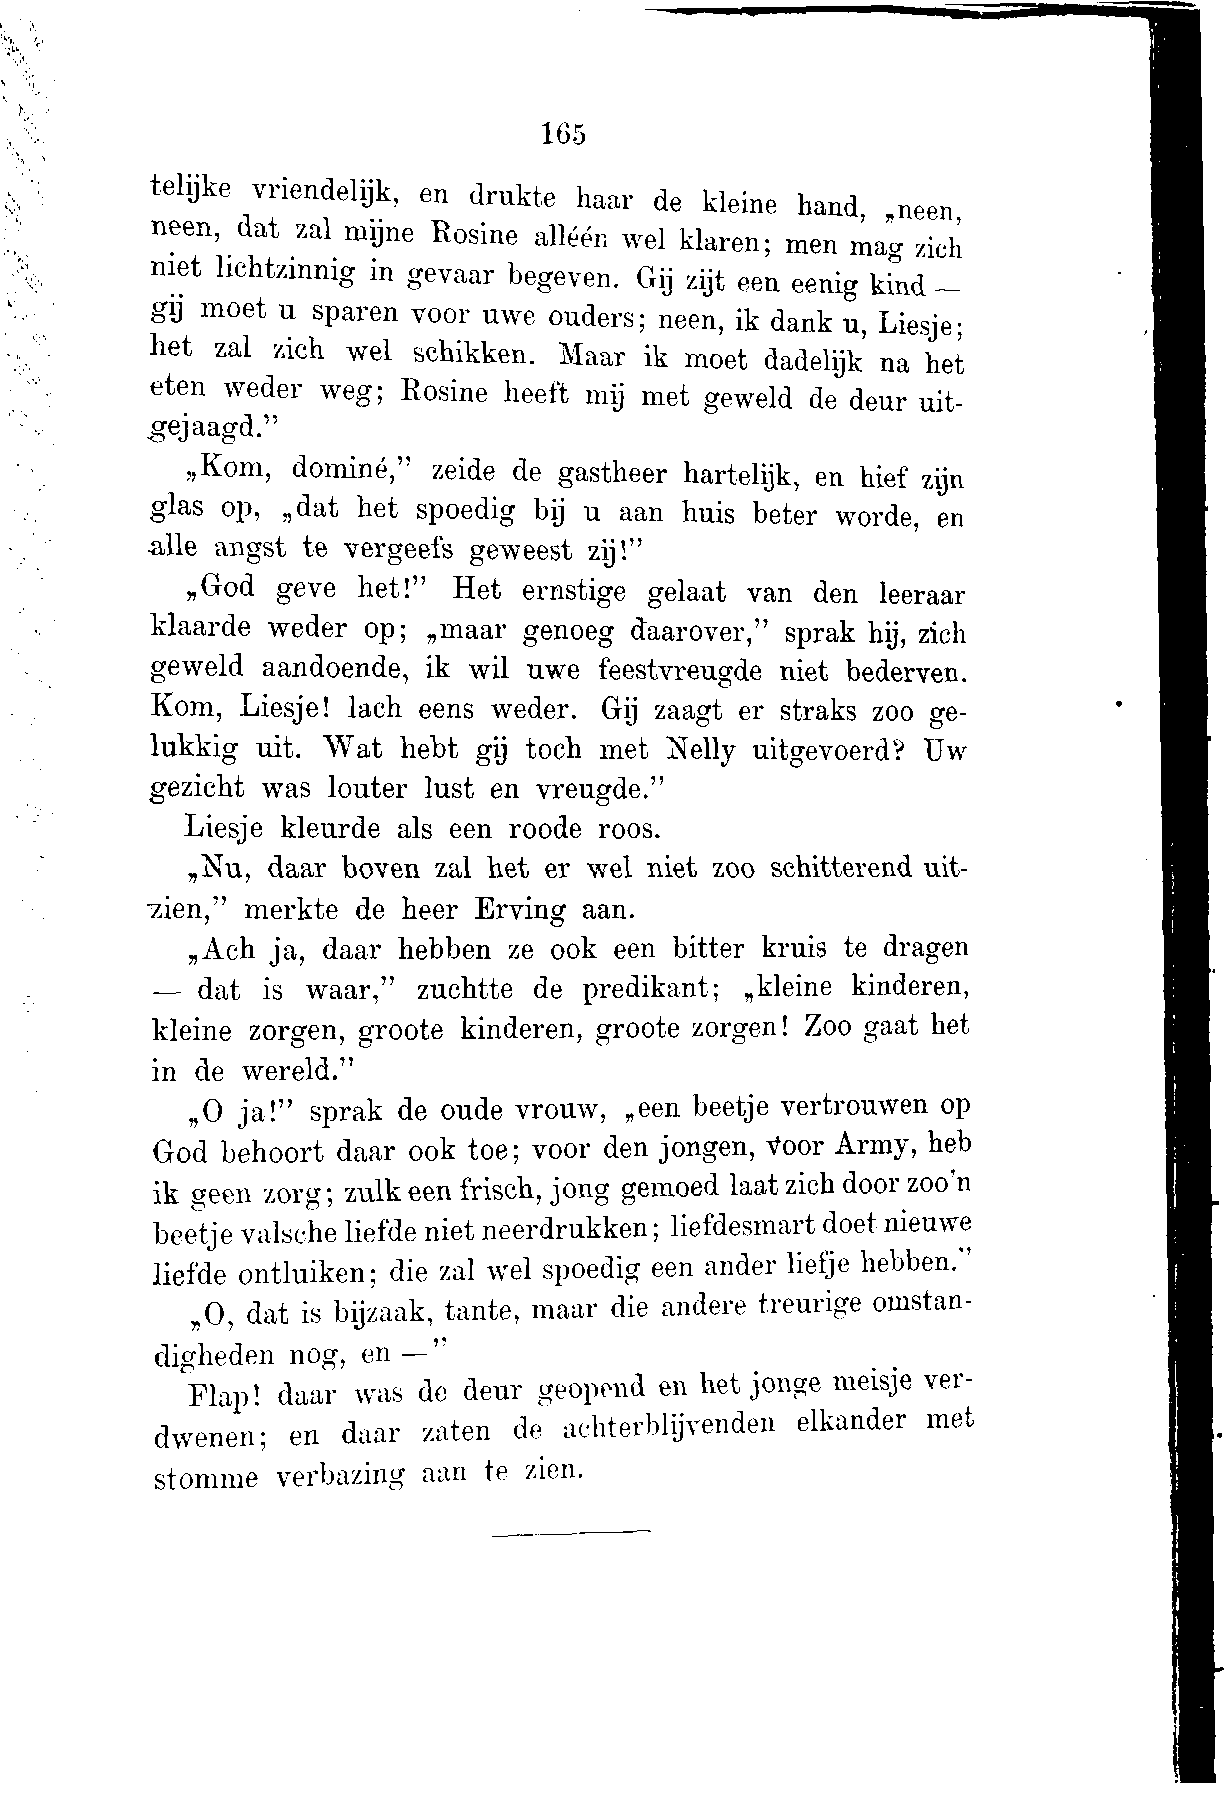 165
telijke vriendelijk, en drukte haar de kleine hand, „neen,
neen, dat zal mijne Rosine alléén wel klaren; men mag zich
niet lichtzinnig in gevaar begeven. Gij zijt een eenig kind —
gij moet u sparen voor uwe ouders; neen, ik dank u, Liesje;
het zal zich wel schikken. Maar ik moet dadelijk na het
eten weder weg; Rosine heeft mij met geweld de deur uit-
gejaagd.”
„Kom, dominé,” zeide de gastheer hartelijk, en hief zijn
glas op, „dat het spoedig bij u aan huis beter worde, en
alle angst te vergeefs geweest zij!”
„God geve het!” Het ernstige gelaat van den leeraar
klaarde weder op; „maar genoeg daarover,” sprak hij, zich
geweld aandoende, ik wil uwe feestvreugde niet bederven.
Kom, Liesje! lach eens weder. Gij zaagt er straks zoo ge-
lukkig uit. Wat hebt gij toch met Nelly uitgevoerd? Uw
gezicht was louter lust en vreugde.”
Liesje kleurde als een roode roos.
„Nu, daar boven zal het er wel niet zoo schitterend uit-
zien,” merkte de heer Erving aan.
„Ach ja, daar hebben ze ook een bitter kruis te dragen
— dat is waar,” zuchtte de predikant; „kleine kinderen,
kleine zorgen, groote kinderen, groote zorgen! Zoo gaat het
in de wereld.”
„O ja!” sprak de oude vrouw, „een beetje vertrouwen op
God behoort daar ook toe; voor den jongen, voor Army, heb
ik geen zorg; zulk een frisch, jong gemoed laat zich door zoo'n
beetje valsche liefde niet neerdrukken; liefdesmart doet nieuwe
liefde ontluiken; die zal wel spoedig een ander liefje hebben.”
„O, dat is bijzaak, tante, maar die andere treurige omstan-
digheden nog, en —”
Flap! daar was de deur geopend en het jonge meisje ver-
dwenen; en daar zaten de achterblijvenden elkander met
stomme verbazing aan te zien.